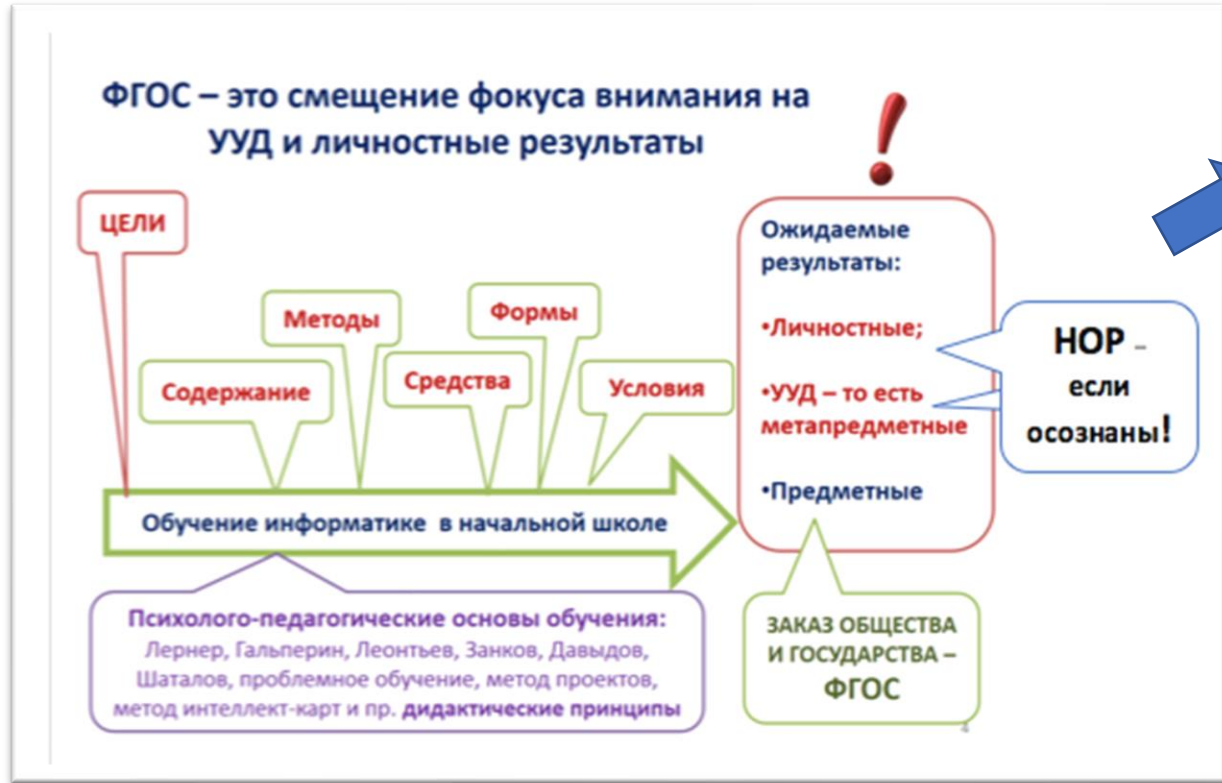 ФГОС – это смещение фокуса внимания на
УУД и личностные результаты
!
ЦЕЛИ
Содержание
Методы
Средства
Формы
Условия
Обучение информатике в начальной школе
Психолого-педагогические основы обучения:
Лернер, Гальперин, Леонтьев, Занков, Давыдов,
Шаталов, проблемное обучение, метод проектов,
метод интеллект-карт и пр. дидактические принципы
Ожидаемые
результаты:
•Личностные;
•УУД – то есть
метапредметные
•Предметные
НОР –
если
осознаны!
ЗАКАЗ ОБЩЕСТВА
И ГОСУДАРСТВА –
ФГОС
4